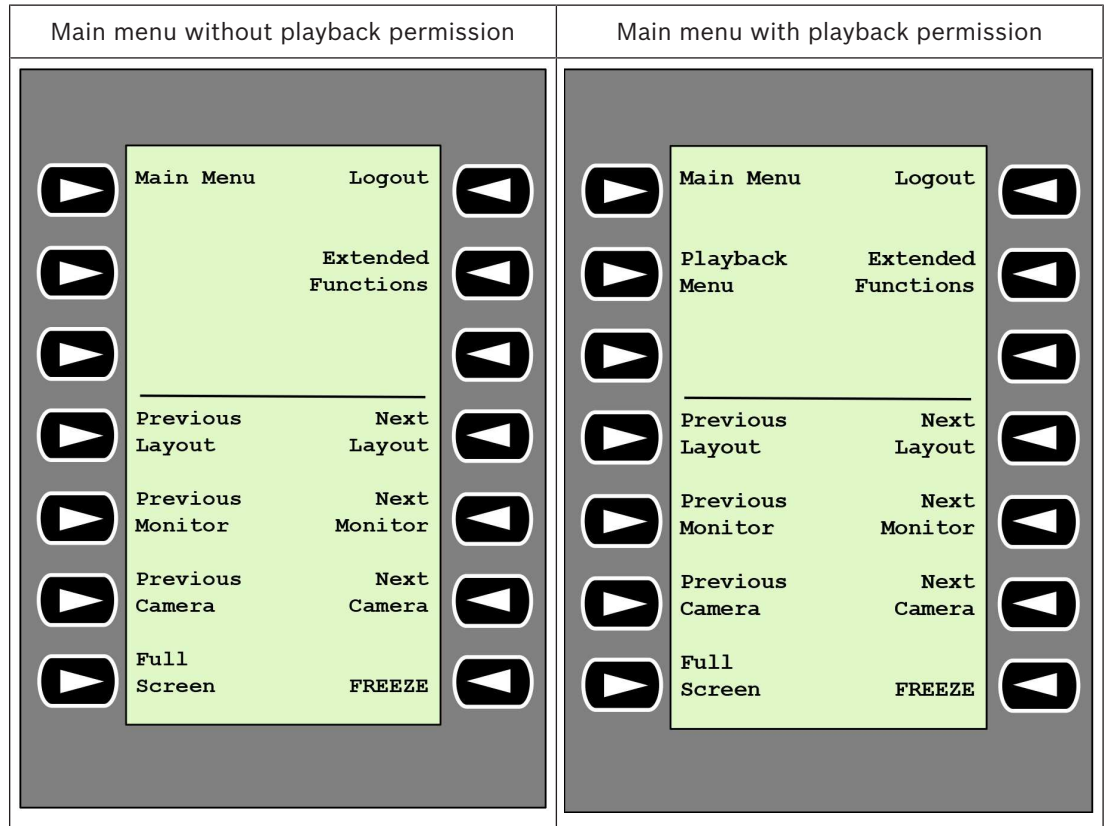 Main menu without playback permission
Main menu with playback permission
Main Menu Logout
Extended
Functions
Previous Next
Layout Layout
Previous Next
Monitor Monitor
Previous Next
Camera Camera
Full
Screen FREEZE
Main Menu Logout
Playback Extended
Menu Functions
Previous Next
Layout Layout
Previous Next
Monitor Monitor
Previous Next
Camera Camera
Full
Screen FREEZE